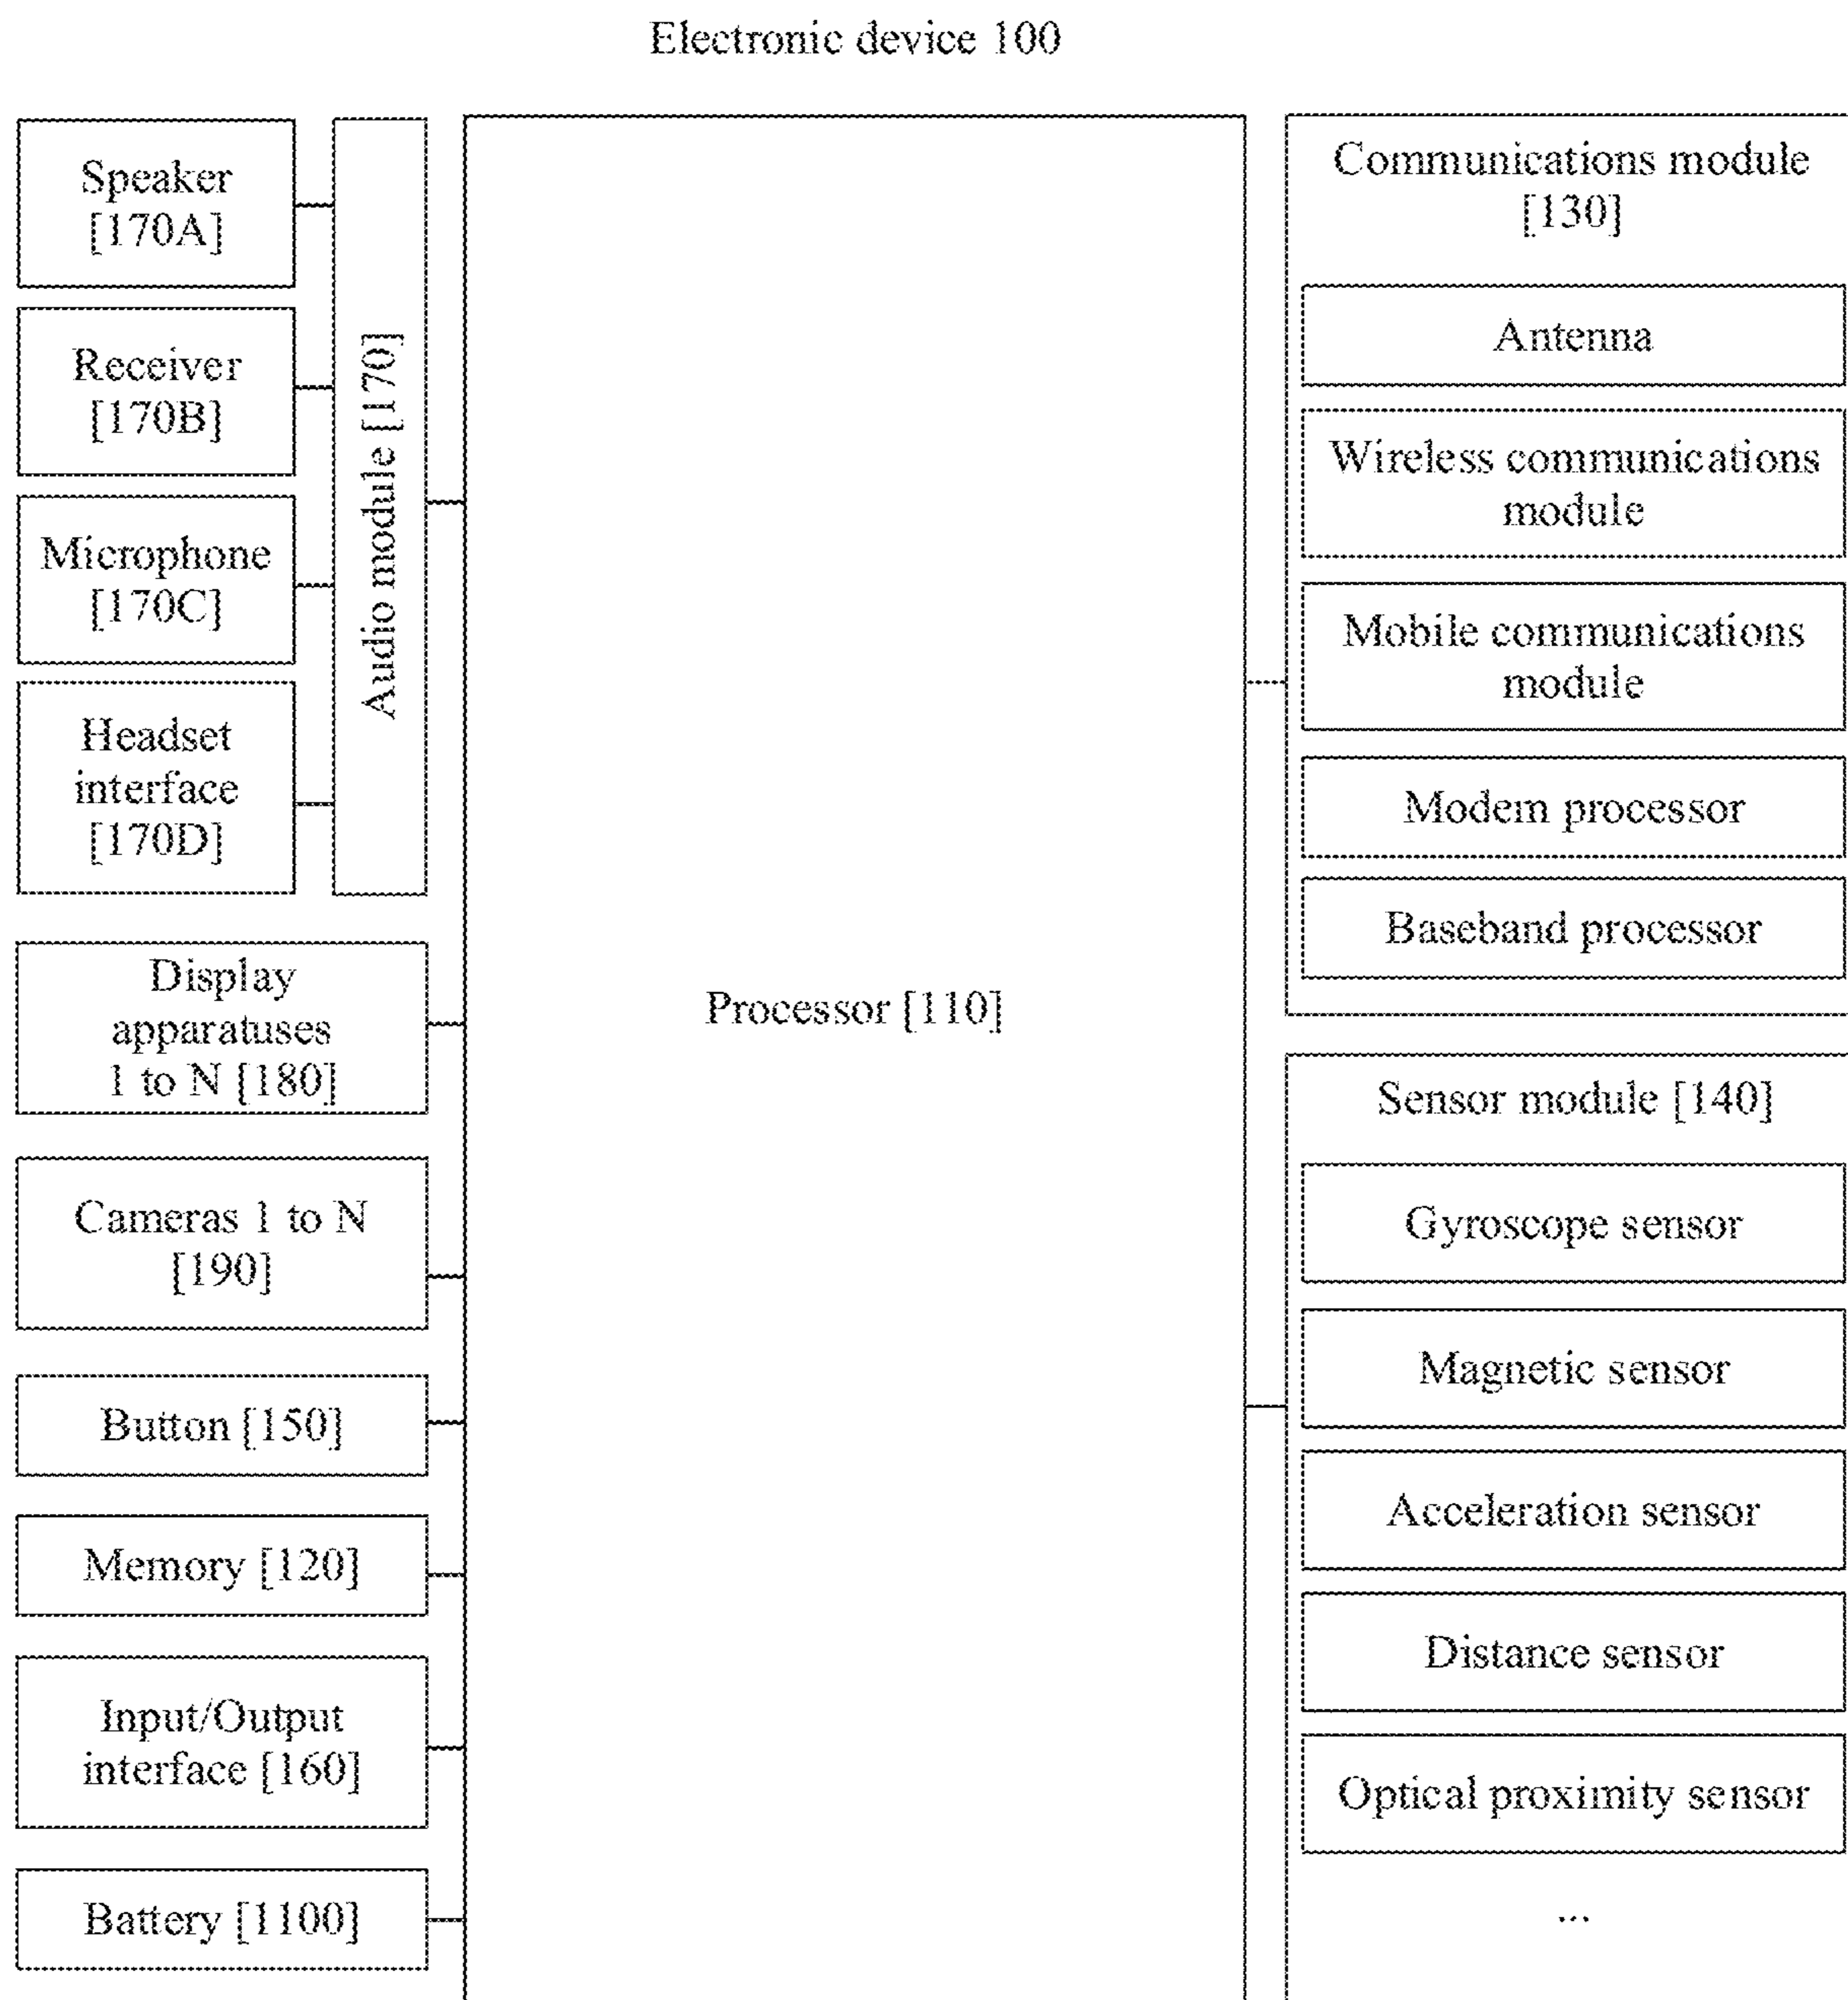 Electronic device 100
Speaker
[170A]
Receiver
[170B]
Microphone
[170C]
Headset
interface
[170D]
Audio module [170]
Display
apparatuses
1 to N [180]
Cameras 1 to N
[190]
Button [150]
Memory [120]
Input/Output
interface [160]
Battery [1100]
Processor [110]
Communications module
[130]
Antenna
Wireless communications
module
Mobile communications
module
Modem processor
Baseband processor
Sensor module [140]
Gyroscope sensor
Magnetic sensor
Acceleration sensor
Distance sensor
Optical proximity sensor
...